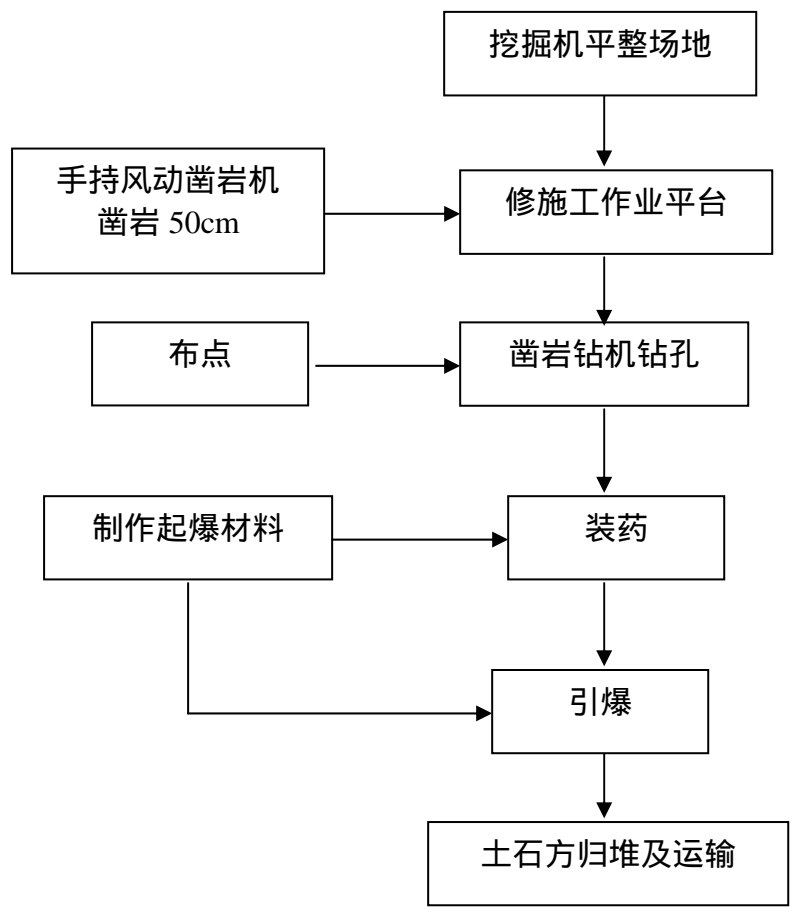 挖掘机平整场地
手持风动凿岩机
凿岩 50cm
修施工作业平台
布点
凿岩钻机钻孔
制作起爆材料
装药
引爆
土石方归堆及运输